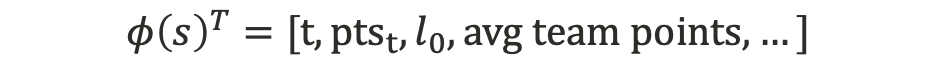 𝜙(𝑠)ᵀ = [t, ptsₜ, 𝑙₀, avg team points, …]